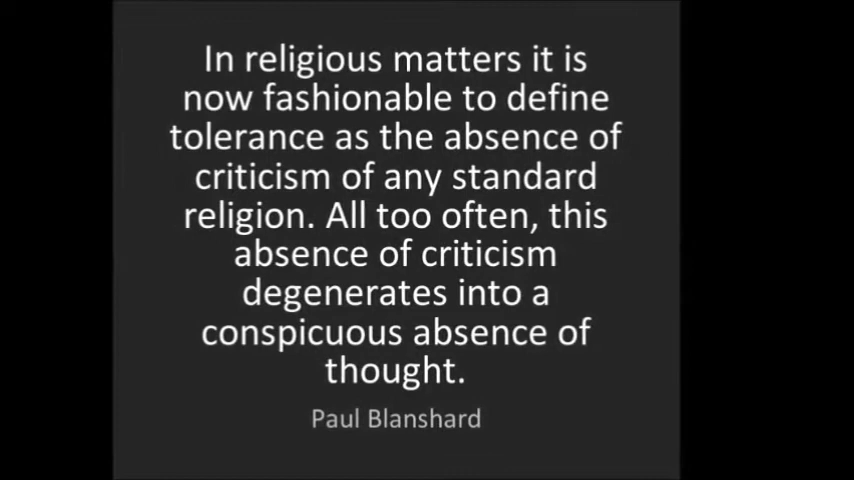 In religious matters it is
now fashionable to define
tolerance as the absence of
criticism of any standard
religion. All too often, this
absence of criticism
degenerates into a
conspicuous absence of
thought.
Paul Blanshard